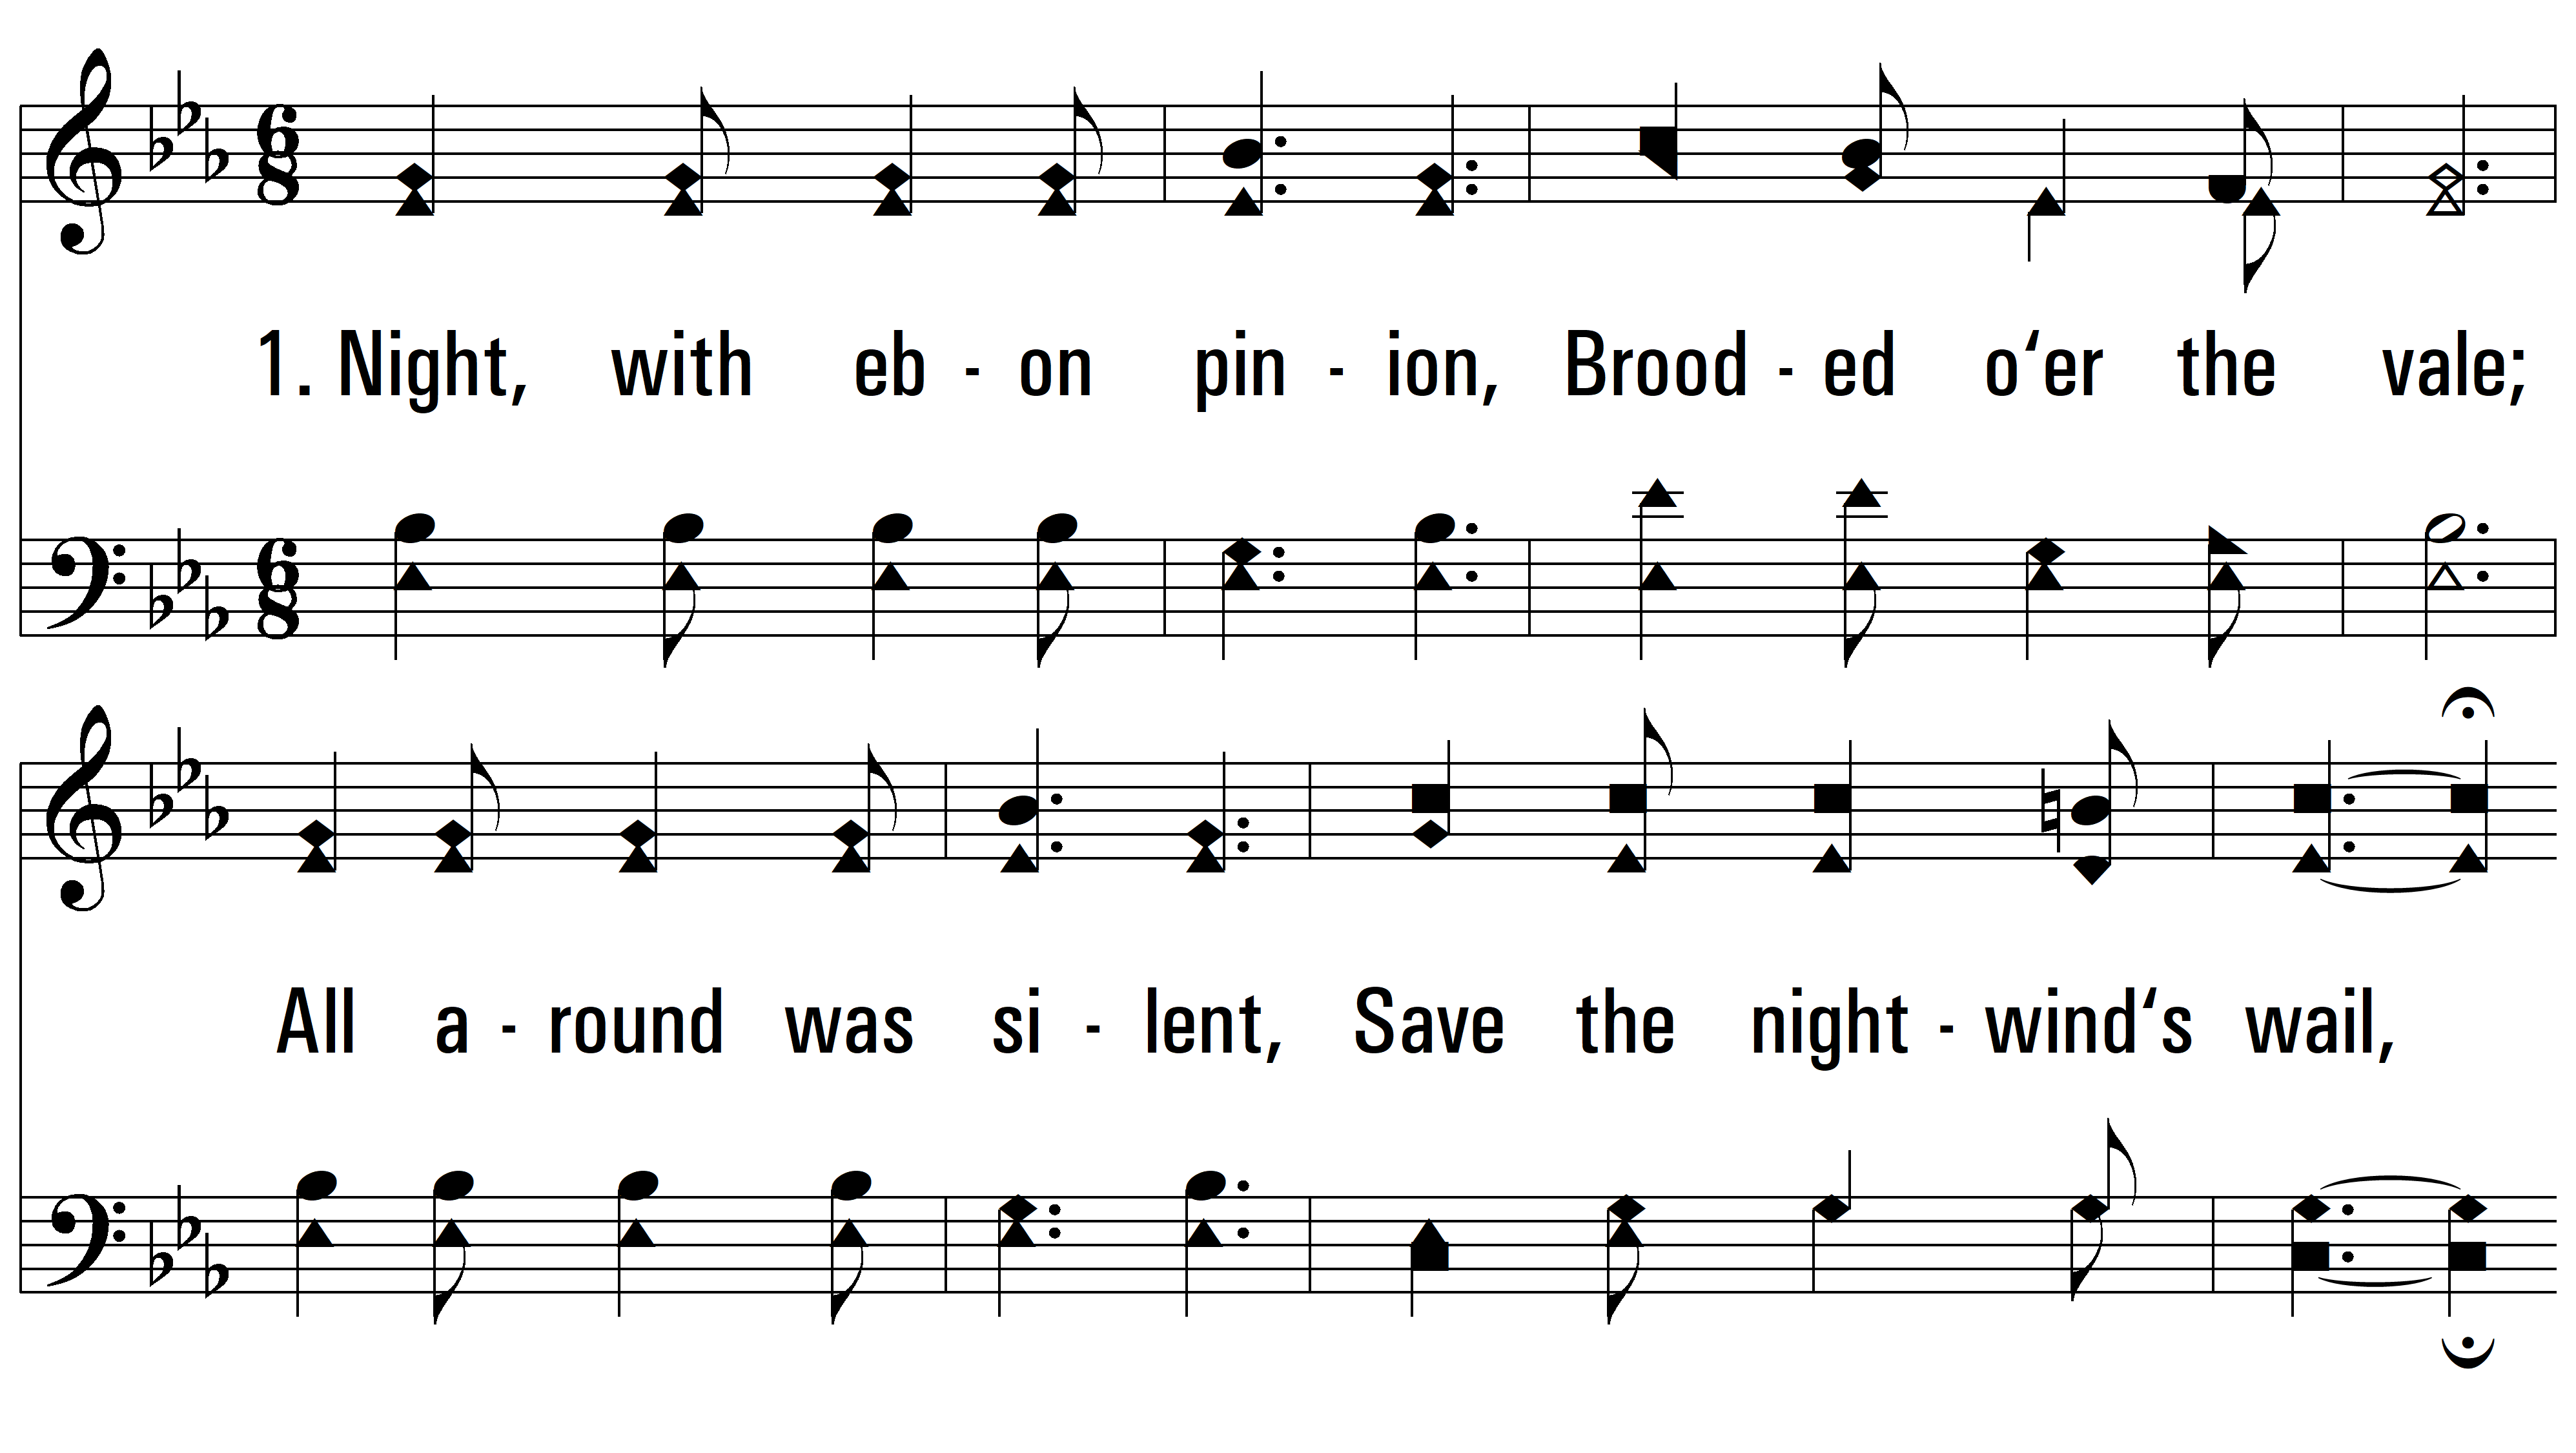 1. Night, with eb - on pin - ion, Brood - ed o‘er the vale;
All a - round was si - lent, Save the night - wind‘s wail,